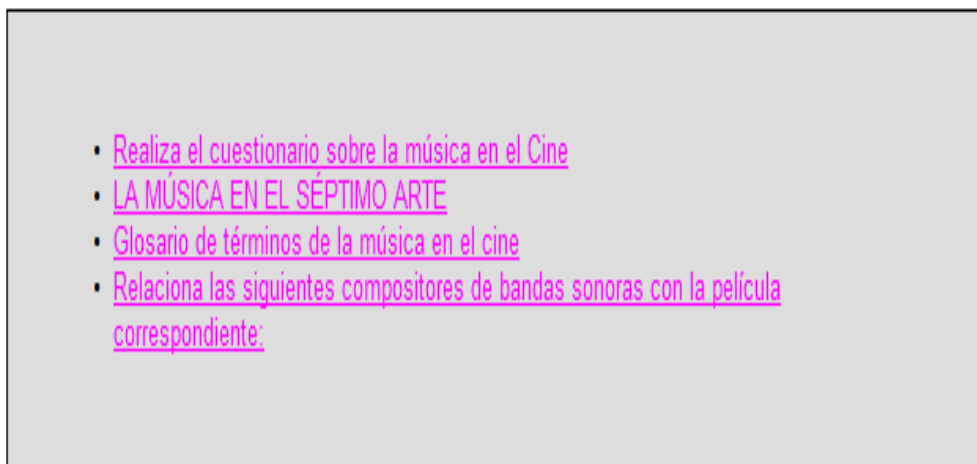 • Realiza el cuestionario sobre la música en el Cine
• LA MÚSICA EN EL SÉPTIMO ARTE
• Glosario de términos de la música en el cine
• Relaciona las siguientes compositores de bandas sonoras con la película
correspondiente: